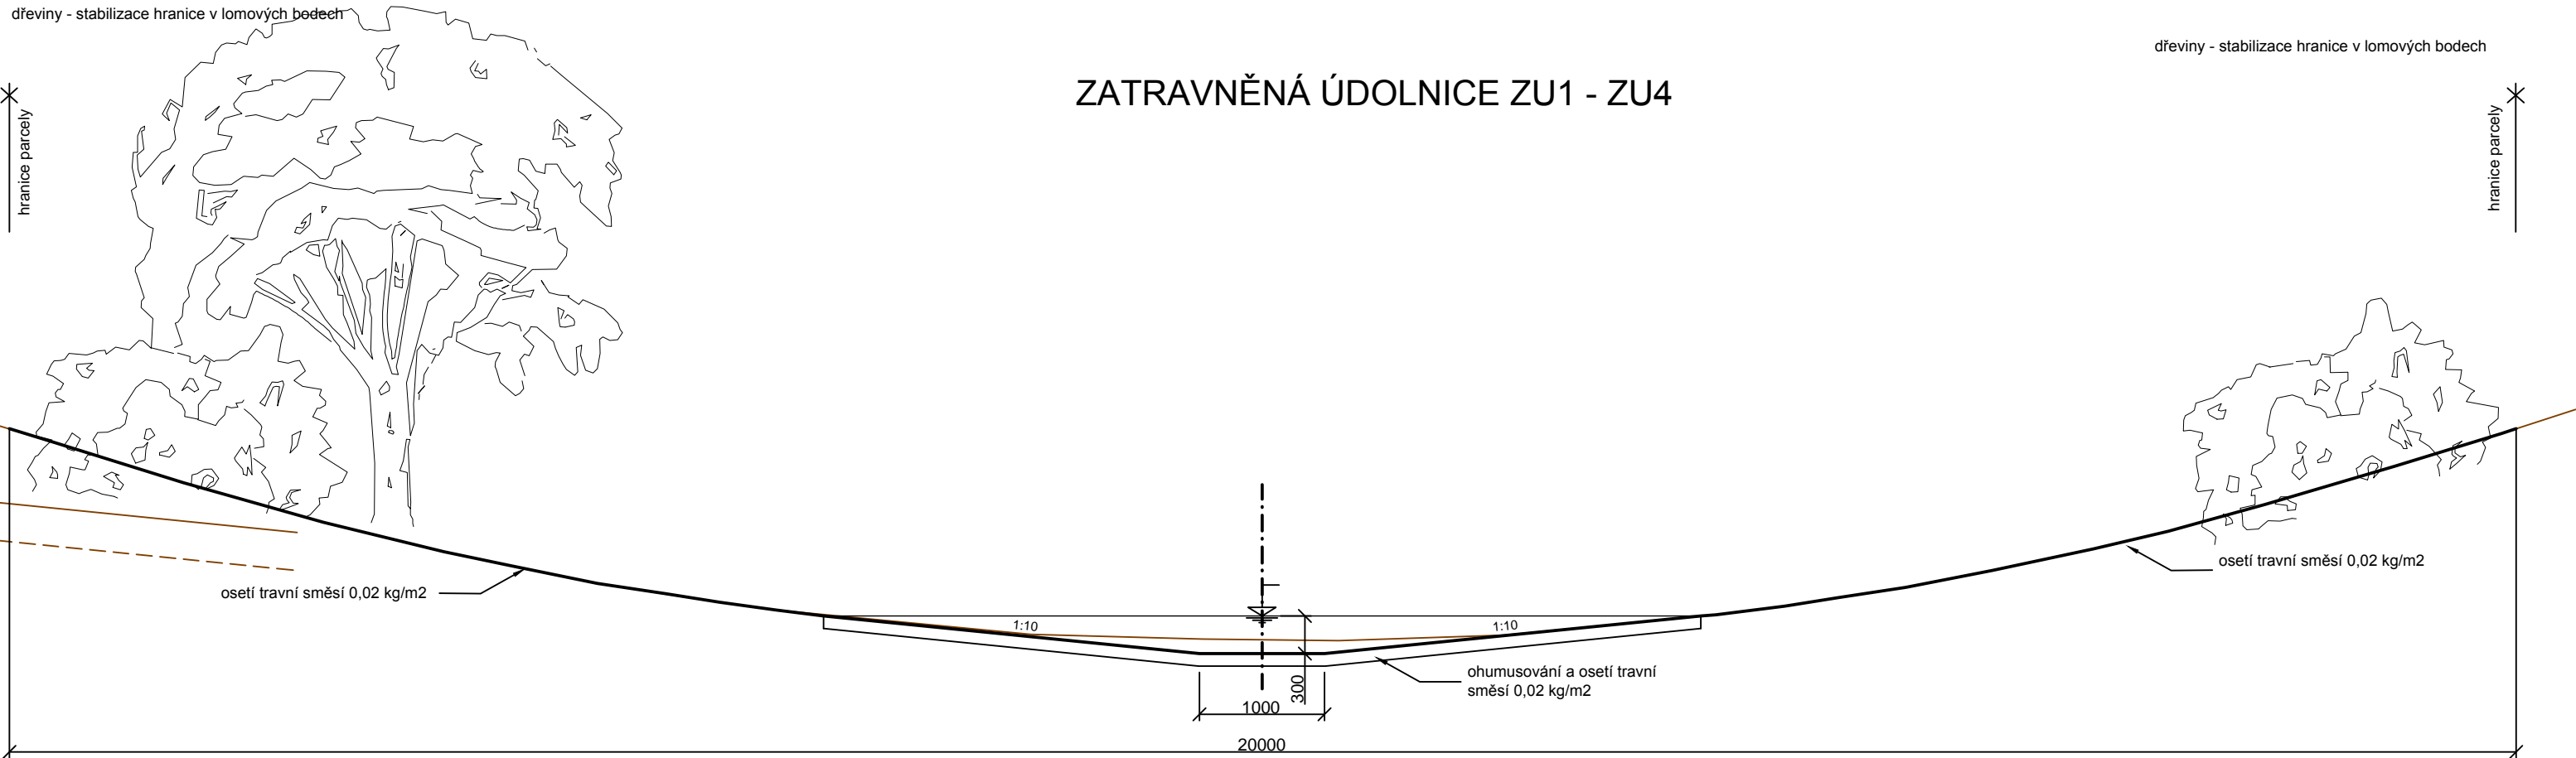 dřeviny - stabilizace hranice v lomových bodech
dřeviny - stabilizace hranice v lomových bodech
ZATRAVNĚNÁ ÚDOLNICE ZU1 - ZU4
hranice parcely
hranice parcely
osetí travní směsí 0,02 kg/m2
osetí travní směsí 0,02 kg/m2
1:10
1:10
ohumusování a osetí travní
směsí 0,02 kg/m2
300
1000
20000